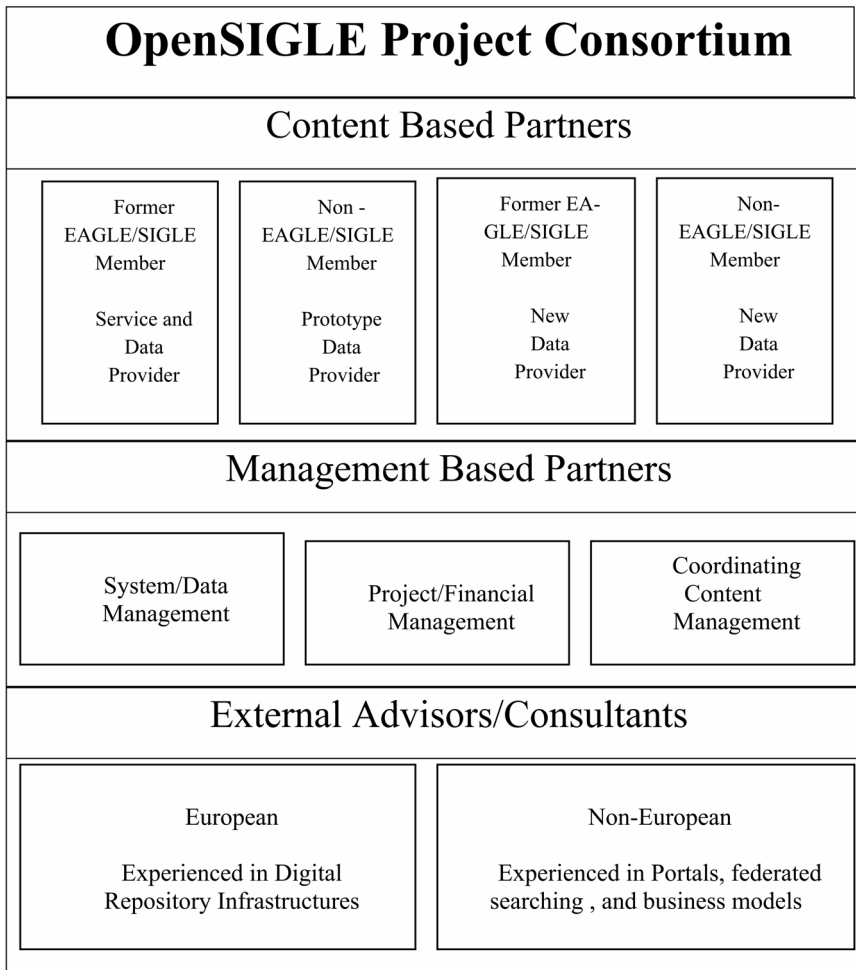 OpenSIGLE Project Consortium
Content Based Partners
Former
EAGLE/SIGLE
Member
Service and
Data
Provider
Non -
EAGLE/SIGLE
Member
Prototype
Data
Provider
Former EA-
GLE/SIGLE
Member
New
Data
Provider
Non-
EAGLE/SIGLE
Member
New
Data
Provider
Management Based Partners
System/Data
Management
Project/Financial
Management
Coordinating
Content
Management
External Advisors/Consultants
European
Experienced in Digital
Repository Infrastructures
Non-European
Experienced in Portals, federated
searching , and business models